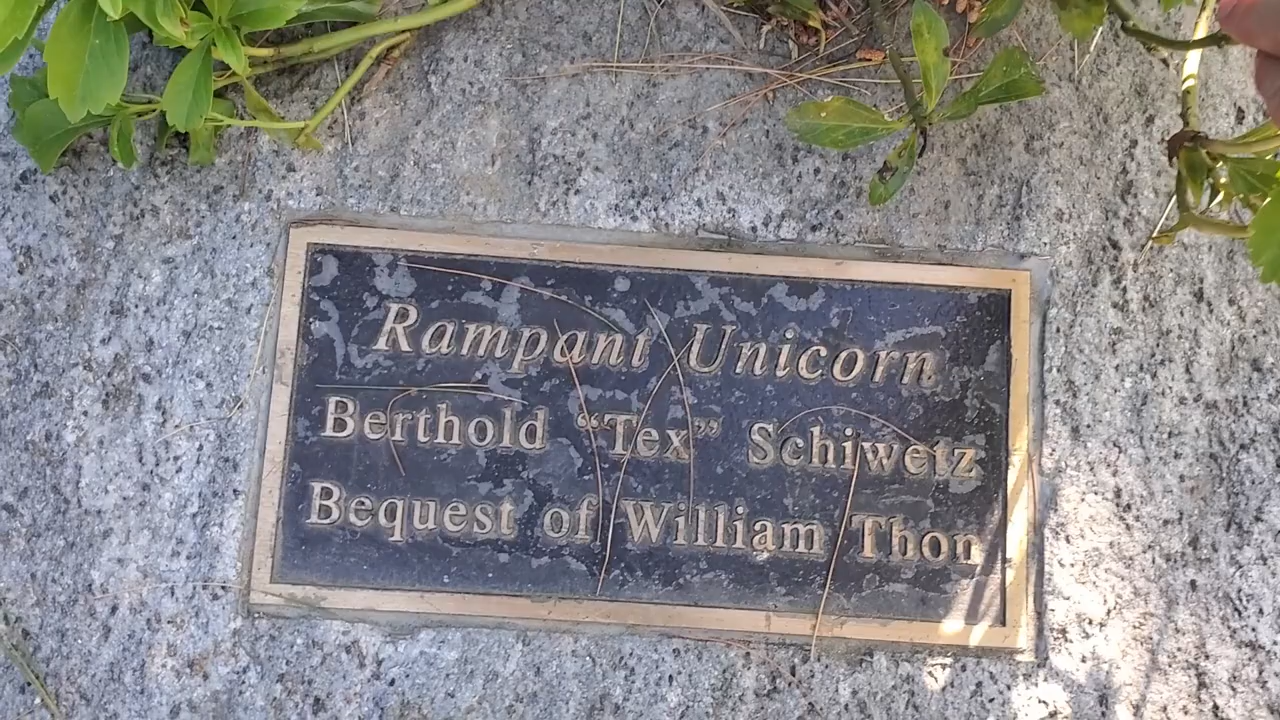 Rampant Unicorn
Berthold “Tex” Schiwetz
Bequest of William Thon